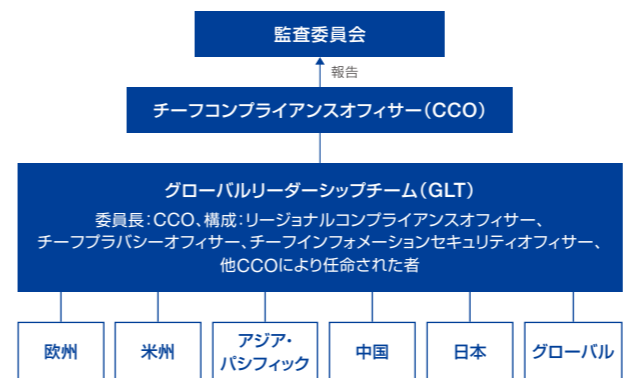 監査委員会
報告
チーフコンプライアンスオフィサー(CCO)
グローバルリーダーシップチーム(GLT)
委員長:CCO、構成:リージョナルコンプライアンスオフィサー、
チーフプラバシーオフィサー、チーフインフォメーションセキュリティオフィサー、
他CCOにより任命された者
欧州
米州
アジア・
パシフィック
中国
日本
グローバル